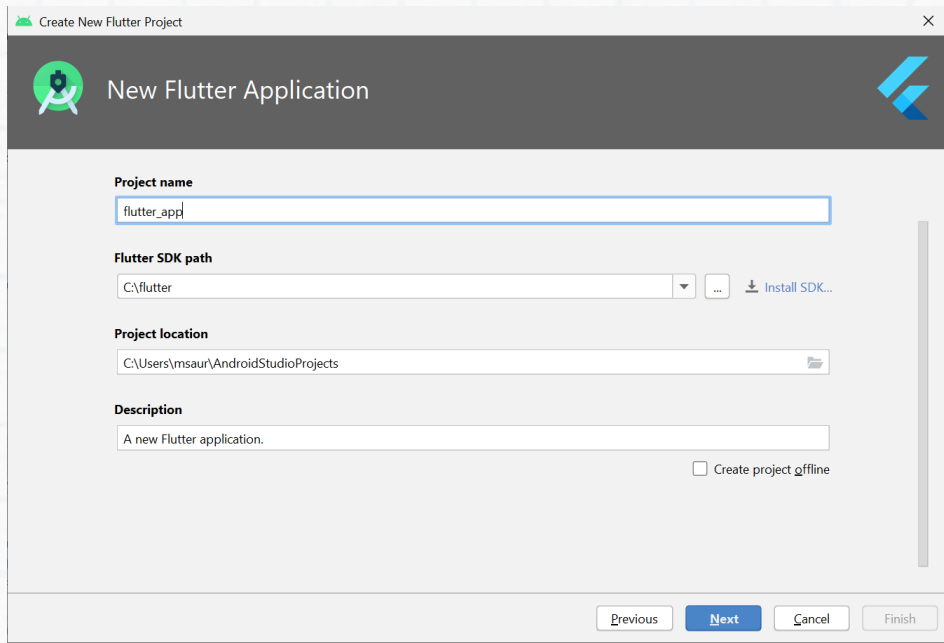 Create New Flutter Project
New Flutter Application
Project name
flutter_app
Flutter SDK path
C:\flutter
... Install SDK...
Project location
C:\Users\msaur\AndroidStudioProjects
Description
A new Flutter application.
Create project offline
Previous Next Cancel Finish